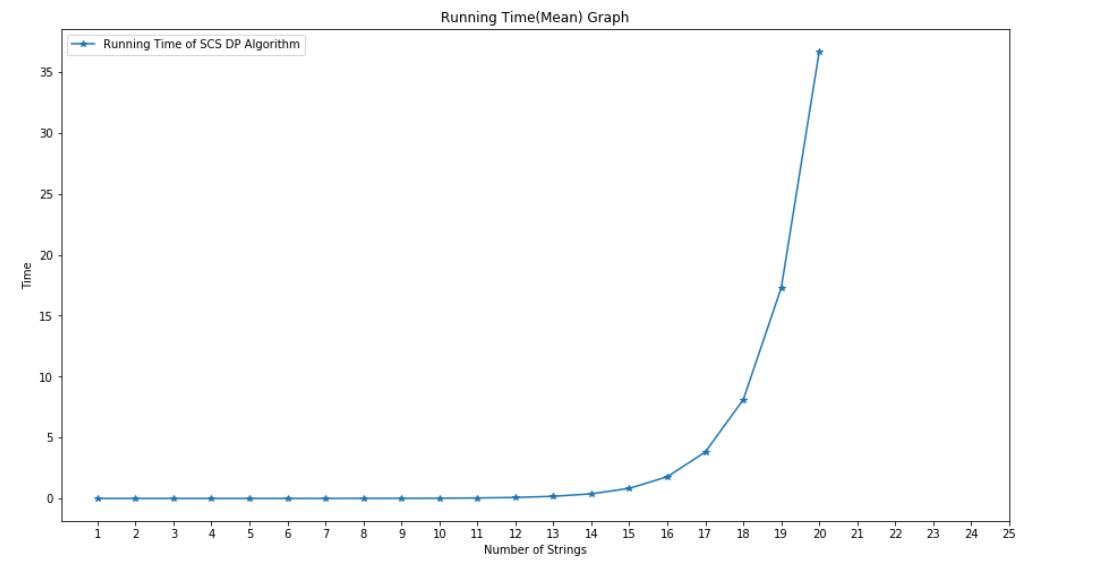 Running Time(Mean) Graph
Running Time of SCS DP Algorithm
35
30
25
20
15
10
5
0
Time
1 2 3 4 5 6 7 8 9 10 11 12 13 14 15 16 17 18 19 20 21 22 23 24 25
Number of Strings